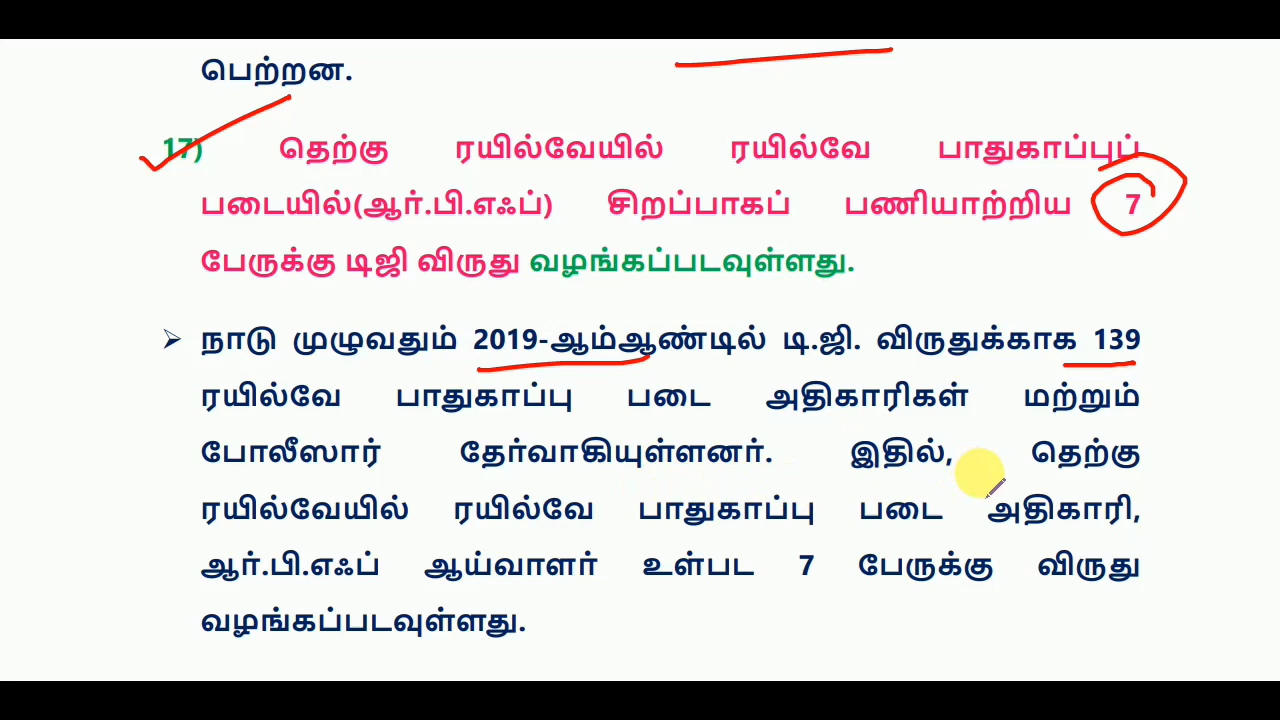 பெற்றன.
17) தெற்கு ரயில்வேயில் ரயில்வே பாதுகாப்புப்
படையில்(ஆர்.பி.எஃப்) சிறப்பாகப் பணியாற்றிய 7
பேருக்கு டிஜி விருது வழங்கப்படவுள்ளது.
➢ நாடு முழுவதும் 2019-ஆம்ஆண்டில் டி.ஜி. விருதுக்காக 139
ரயில்வே பாதுகாப்பு படை அதிகாரிகள் மற்றும்
போலீஸார் தேர்வாகியுள்ளனர். இதில், தெற்கு
ரயில்வேயில் ரயில்வே பாதுகாப்பு படை அதிகாரி,
ஆர்.பி.எஃப் ஆய்வாளர் உள்பட 7 பேருக்கு விருது
வழங்கப்படவுள்ளது.